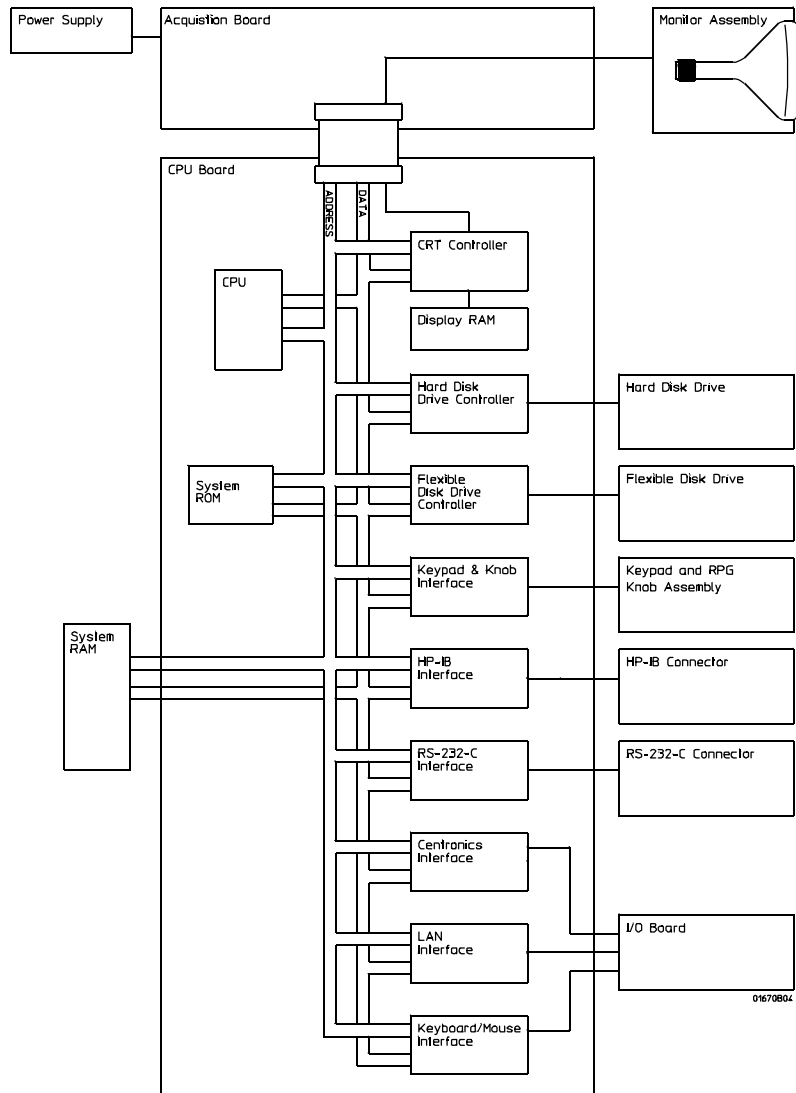 Power Supply
Acquistion Board
Monitor Assembly
CPU Board
ADDRESS
DATA
CRT Controller
CPU
Display RAM
Hard Disk
Drive Controller
Hard Disk Drive
System
ROM
Flexible
Disk Drive
Controller
Flexible Disk Drive
Keypad & Knob
Interface
Keypad and RPG
Knob Assembly
System
RAM
HP-IB
Interface
HP-IB Connector
RS-232-C
Interface
RS-232-C Connector
Centronics
Interface
I/O Board
LAN
Interface
01670B04
Keyboard/Mouse
Interface